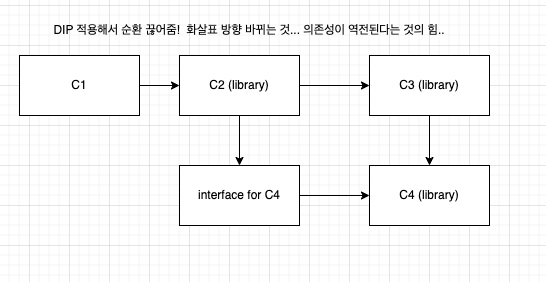 DIP 적용해서 순환 끊어줌! 화살표 방향 바뀌는 것... 의존성이 역전된다는 것의 힘..
C1
C2 (library)
C3 (library)
interface for C4
C4 (library)